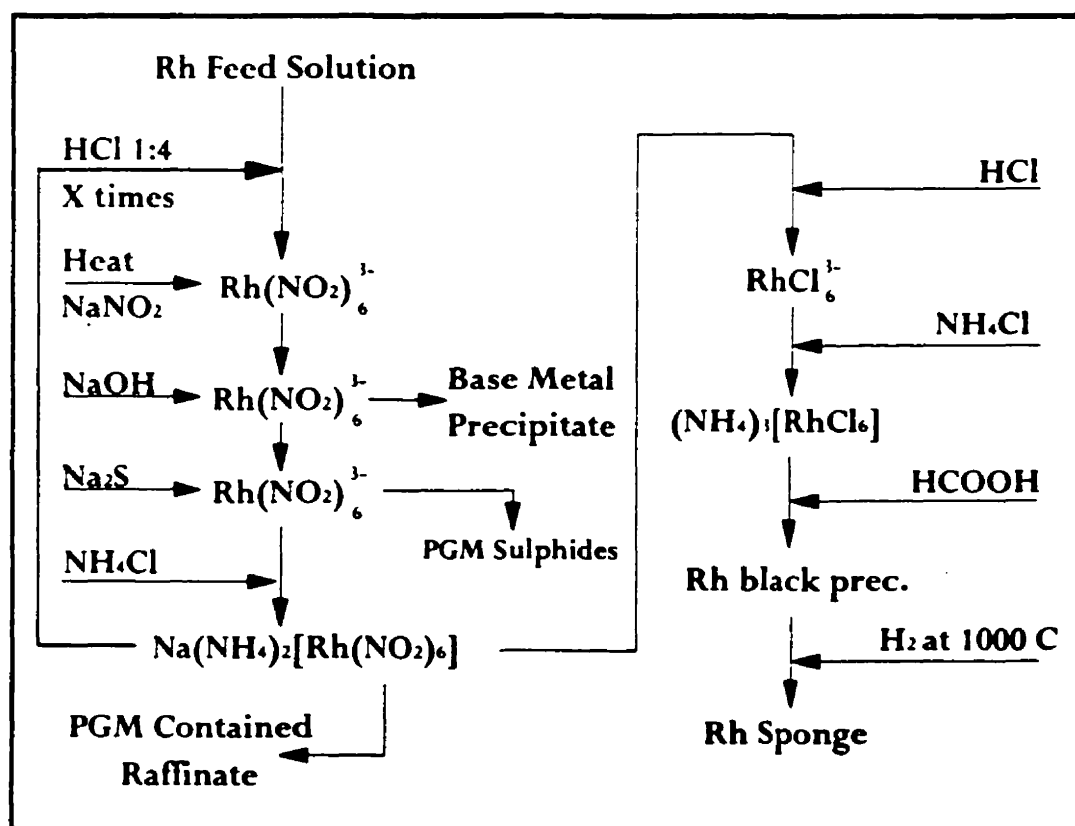 Rh Feed Solution
HCl 1:4
X times
Heat
NaNO₂
Rh(NO₂)₆³⁻
NaOH
Rh(NO₂)₆³⁻
Base Metal
Precipitate
Na₂S
Rh(NO₂)₆³⁻
PGM Sulphides
NH₄Cl
Na(NH₄)₂[Rh(NO₂)₆]
PGM Contained
Raffinate
HCl
RhCl₆³⁻
NH₄Cl
(NH₄)₃[RhCl₆]
HCOOH
Rh black prec.
H₂ at 1000 C
Rh Sponge